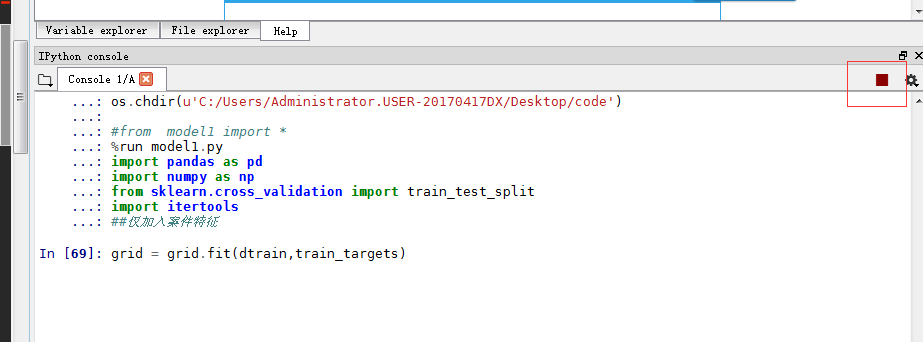 Variable explorer File explorer Help
IPython console
Console 1/A
...: os.chdir(u'C:/Users/Administrator.USER-20170417DX/Desktop/code')
...:
...: #from  model1 import *
...: %run model1.py
...: import pandas as pd
...: import numpy as np
...: from sklearn.cross_validation import train_test_split
...: import itertools
...: ##仅加入案件特征
In [69]: grid = grid.fit(dtrain,train_targets)